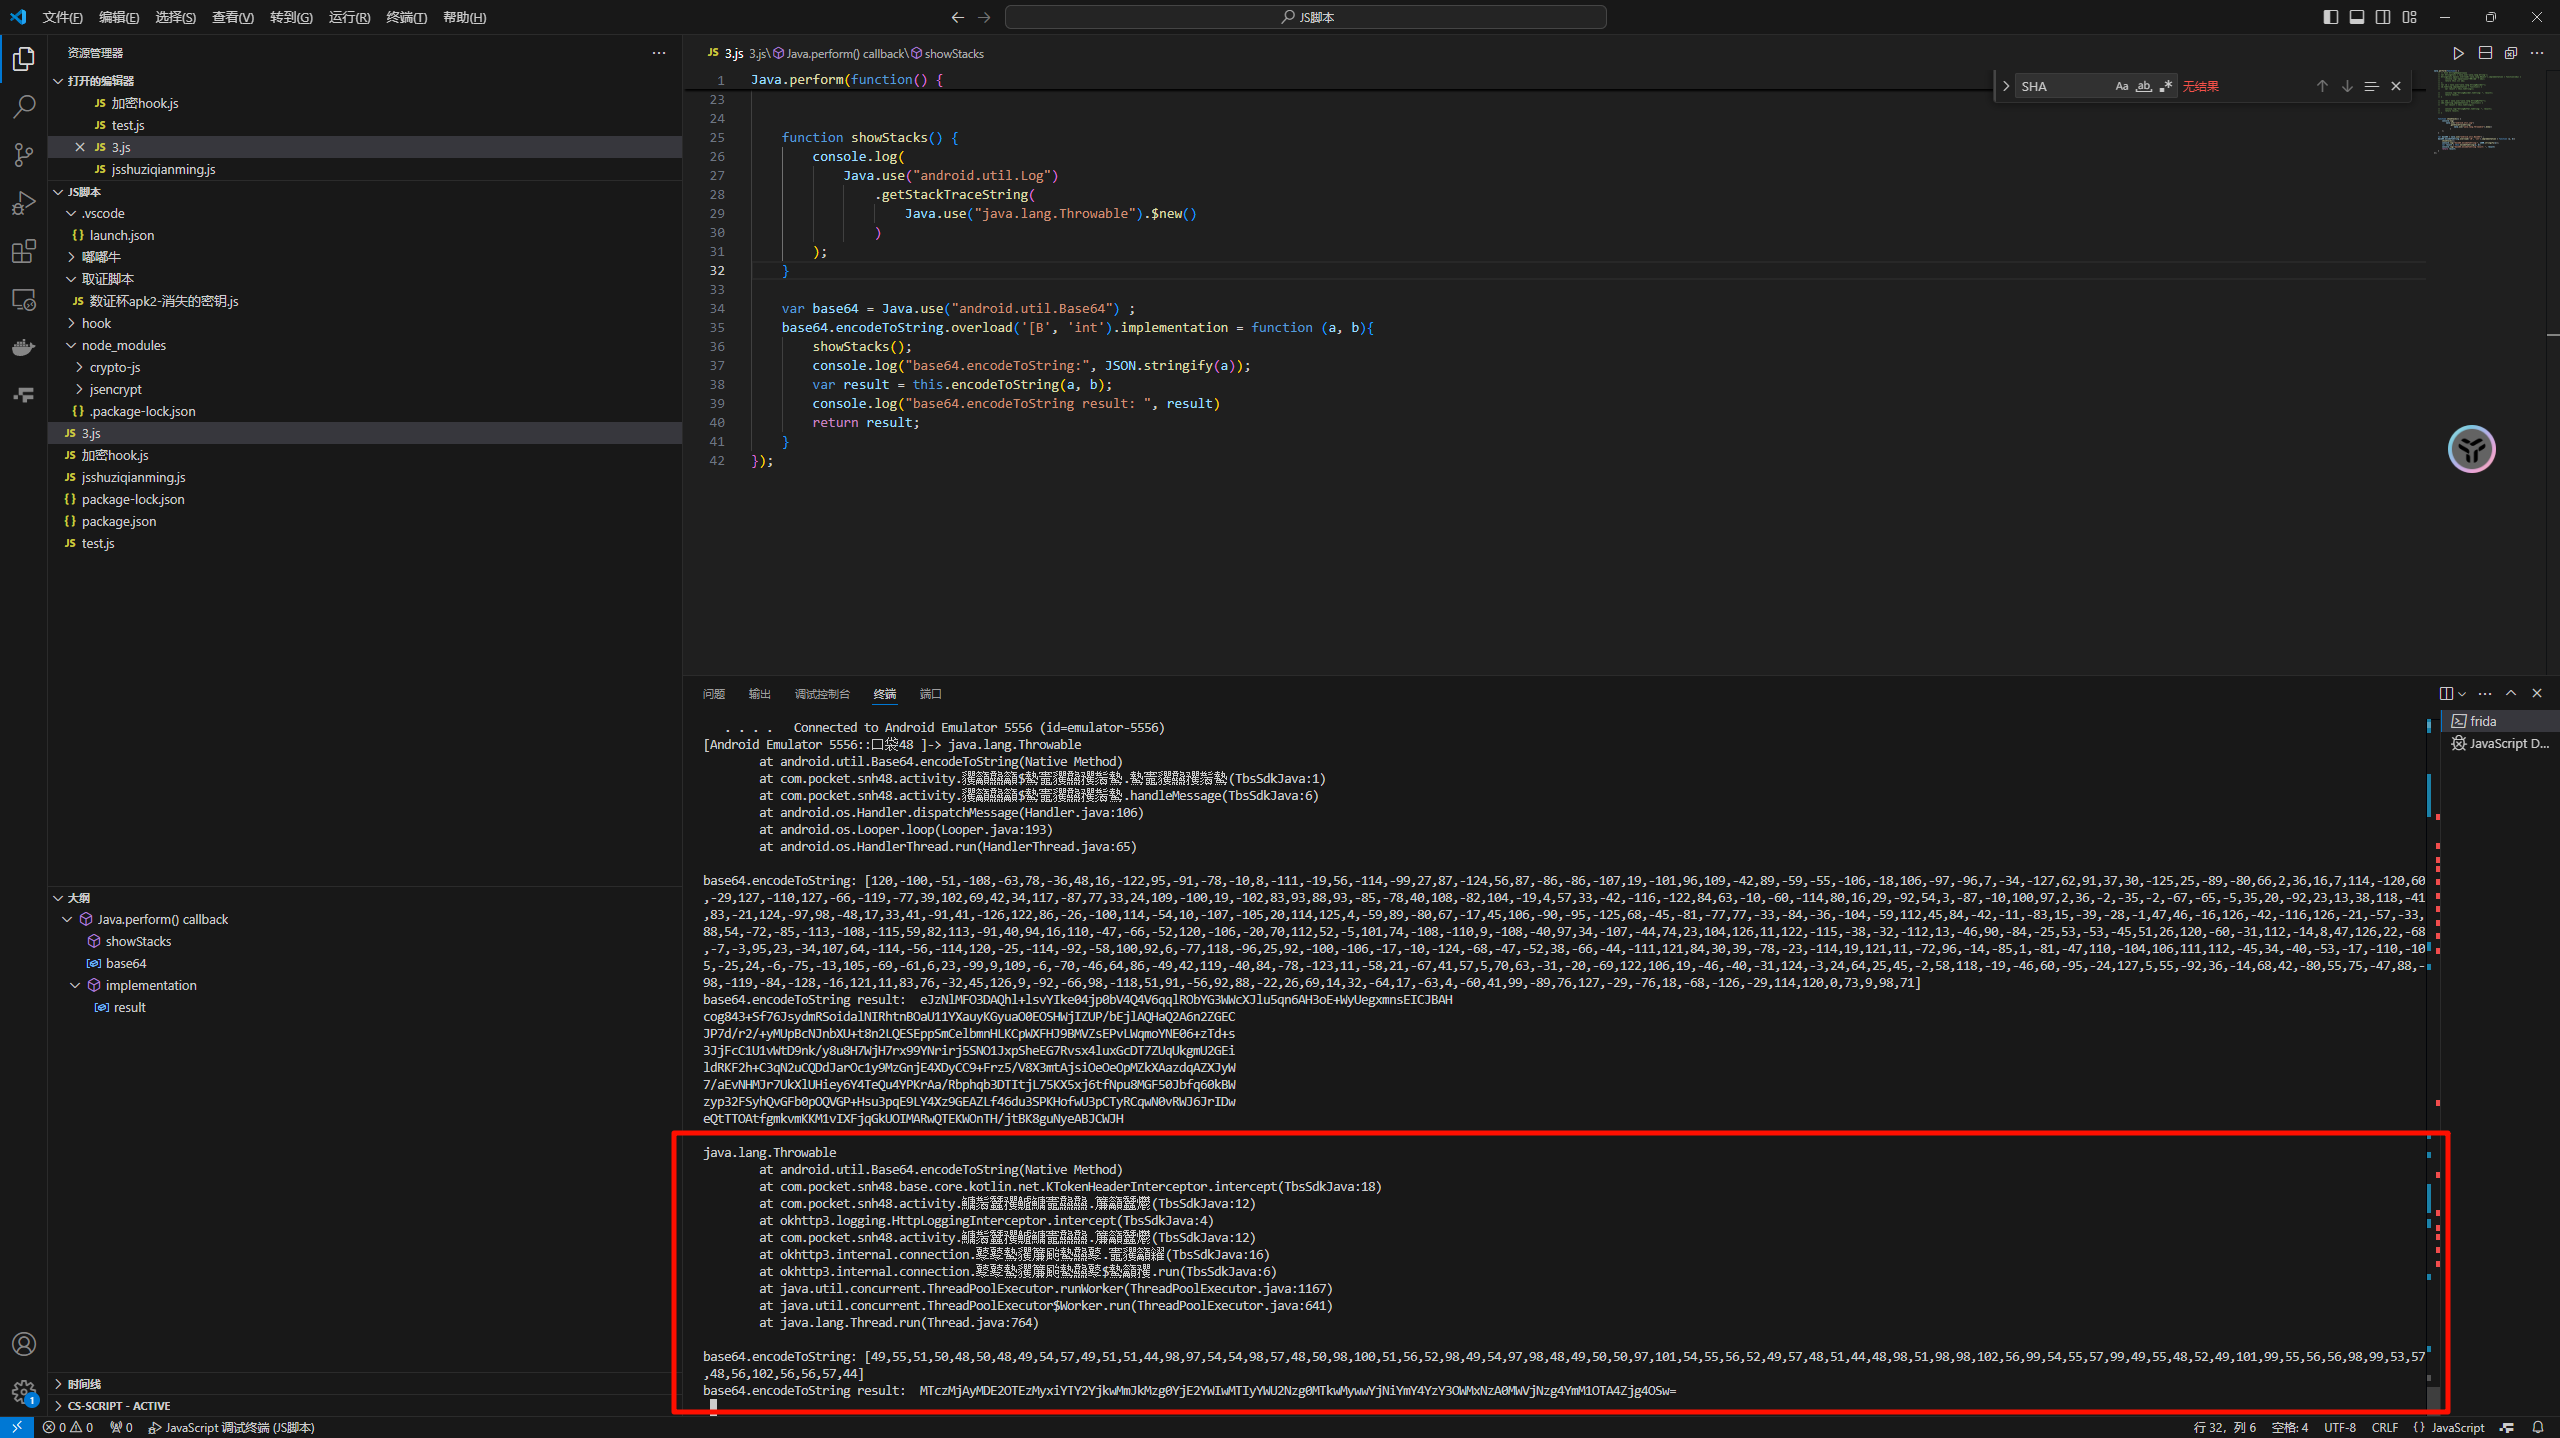 文件(F) 编辑(E) 选择(S) 查看(V) 转到(G) 运行(R) 终端(T) 帮助(H)
JS脚本
资源管理器
打开的编辑器
JS 加密hook.js
JS test.js
JS 3.js
JS jsshuziqianming.js
JS脚本
.vscode
{} launch.json
嘟嘟牛
取证脚本
JS 数证杯apk2-消失的密钥.js
hook
node_modules
crypto-js
jsencrypt
{} .package-lock.json
JS 3.js
JS 加密hook.js
JS jsshuziqianming.js
{} package-lock.json
{} package.json
JS test.js
大纲
Java.perform() callback
showStacks
base64
implementation
result
时间线
CS-SCRIPT - ACTIVE
JS 3.js 3.js\ Java.perform() callback\ showStacks
SHA Aa ab 无结果
1 Java.perform(function() {
23
24
25 function showStacks() {
26 console.log(
27 Java.use("android.util.Log")
28 .getStackTraceString(
29 Java.use("java.lang.Throwable").$new()
30 )
31 );
32 }
33
34 var base64 = Java.use("android.util.Base64") ;
35 base64.encodeToString.overload('[B', 'int').implementation = function (a, b){
36 showStacks();
37 console.log("base64.encodeToString:", JSON.stringify(a));
38 var result = this.encodeToString(a, b);
39 console.log("base64.encodeToString result: ", result)
40 return result;
41 }
42 });
问题 输出 调试控制台 终端 端口
frida
JavaScript D...
. . . . Connected to Android Emulator 5556 (id=emulator-5556)
[Android Emulator 5556::口袋48 ]-> java.lang.Throwable
at android.util.Base64.encodeToString(Native Method)
at com.pocket.snh48.activity.(TbsSdkJava:1)
at com.pocket.snh48.activity.handleMessage(TbsSdkJava:6)
at android.os.Handler.dispatchMessage(Handler.java:106)
at android.os.Looper.loop(Looper.java:193)
at android.os.HandlerThread.run(HandlerThread.java:65)
base64.encodeToString: [120,-100,-51,-108,-63,78,-36,48,16,-122,95,-91,-78,-10,8,-111,-19,56,-114,-99,27,87,-124,56,87,-86,-86,-107,19,-101,96,109,-42,89,-59,-55,-106,-18,106,-97,-96,7,-34,-127,62,91,37,30,-125,25,-89,-80,66,2,36,16,7,114,-120,60
,-29,127,-110,127,-66,-119,-77,39,102,69,42,34,117,-87,77,33,24,109,-100,19,-102,83,93,88,93,-85,-78,40,108,-82,104,-19,4,57,33,-42,-116,-122,84,63,-10,-60,-114,80,16,29,-92,54,3,-87,-10,100,97,2,36,-2,-35,-2,-67,-65,-5,35,20,-92,23,13,38,118,-41
,83,-21,124,-97,98,-48,17,33,41,-91,41,-126,122,86,-26,-100,114,-54,10,-107,-105,20,114,125,4,-59,89,-80,67,-17,45,106,-90,-95,-125,68,-45,-81,-77,77,-33,-84,-36,-104,-59,112,45,84,-42,-11,-83,15,-39,-28,-1,47,46,-16,126,-42,-116,126,-21,-57,-33,
88,54,-72,-85,-113,-108,-115,59,82,113,-91,40,94,16,110,-47,-66,-52,120,-106,-20,70,112,52,-5,101,74,-108,-110,9,-108,-40,97,34,-107,-44,74,23,104,126,11,122,-115,-38,-32,-112,13,-46,90,-84,-25,53,-53,-45,51,26,120,-60,-31,112,-14,8,47,126,22,-68
,-7,-3,95,23,-34,107,64,-114,-56,-114,120,-25,-114,-92,-58,100,92,6,-77,118,-96,25,92,-100,-106,-17,-10,-124,-68,-47,-52,38,-66,-44,-111,121,84,30,39,-78,-23,-114,19,121,11,-72,96,-14,-85,1,-81,-47,110,-104,106,111,112,-45,34,-40,-53,-17,-110,-10
5,-25,24,-6,-75,-13,105,-69,-61,6,23,-99,9,109,-6,-70,-46,64,86,-49,42,119,-40,84,-78,-123,11,-58,21,-67,41,57,5,70,63,-31,-20,-69,122,106,19,-46,-40,-31,124,-3,24,64,25,45,-2,58,118,-19,-46,60,-95,-24,127,5,55,-92,36,-14,68,42,-80,55,75,-47,88,-
98,-119,-84,-128,-16,121,11,83,76,-32,45,126,9,-92,-66,98,-118,51,91,-56,92,88,-22,26,69,14,32,-64,17,-63,4,-60,41,99,-89,76,127,-29,-76,18,-68,-126,-29,114,120,0,73,9,98,71]
base64.encodeToString result: eJzNlMFO3DAQhl+lsvYIke04jp0bV4Q4V6qqlRObYG3WWcXJlu5qn6AH3oE+WyUegxmnsEICJBAH
cog843+Sf76JsydmRSoidalNIRhtnBOaU11YXauyKGyuaO0EOSHWjIZUP/bEjlAQHaQ2A6n2ZGEC
JP7d/r2/+yMUpBcNJnbXU+t8n2LQESEppSmCelbmnHLKCpWXFHJ9BMVZsEPvLWqmoYNE06+zTd+s
3JjFcC1U1vWtD9nk/y8u8H7WjH7rx99YNrirj5SNO1JxpSheEG7Rvsx4luxGcDT7ZUqUkgmU2GEi
ldRKF2h+C3qN2uCQDdJarOc1y9MzGnjE4XDyCC9+Frz5/V8X3mtAjsiOeOeOpMZkXAazdqAZXJyW
7/aEvNHMJr7UkXlUHiey6Y4TeQu4YPKrAa/Rbphqb3DTItjL75KX5xj6tfNpu8MGF50Jbfq60kBW
zyp32FSyhQvGFb0pOQVGP+Hsu3pqE9LY4Xz9GEAZLf46du3SPKHofwU3pCTyRCqwN0vRWJ6JrIDw
eQtTTOAtfgmkvmKKM1vIXFjqGkUOIMARwQTEKWOnTH/jtBK8guNyeABJCWJH
java.lang.Throwable
at android.util.Base64.encodeToString(Native Method)
at com.pocket.snh48.base.core.kotlin.net.KTokenHeaderInterceptor.intercept(TbsSdkJava:18)
at com.pocket.snh48.activity.(TbsSdkJava:12)
at okhttp3.logging.HttpLoggingInterceptor.intercept(TbsSdkJava:4)
at com.pocket.snh48.activity.(TbsSdkJava:12)
at okhttp3.internal.connection.(TbsSdkJava:16)
at okhttp3.internal.connection.run(TbsSdkJava:6)
at java.util.concurrent.ThreadPoolExecutor.runWorker(ThreadPoolExecutor.java:1167)
at java.util.concurrent.ThreadPoolExecutor$Worker.run(ThreadPoolExecutor.java:641)
at java.lang.Thread.run(Thread.java:764)
base64.encodeToString: [49,55,51,50,48,50,48,49,54,57,49,51,51,44,98,97,54,54,98,57,48,50,98,100,51,56,52,98,49,54,97,98,48,49,50,50,97,101,54,55,56,52,49,57,48,51,44,48,98,51,98,98,102,56,99,54,55,57,99,49,55,48,52,49,101,99,55,56,56,98,99,53,57
,48,56,102,56,56,57,44]
base64.encodeToString result: MTczMjAyMDE2OTEzMyxiYTY2YjkwMmJkMzg0YjE2YWIwMTIyYWU2Nzg0MTkwMywwYjNiYmY4YzY3OWMxNzA0MWVjNzg4YmM1OTA4Zjg4OSw=
0 0 0 JavaScript 调试终端 (JS脚本) 行 32, 列 6 空格: 4 UTF-8 CRLF {} JavaScript